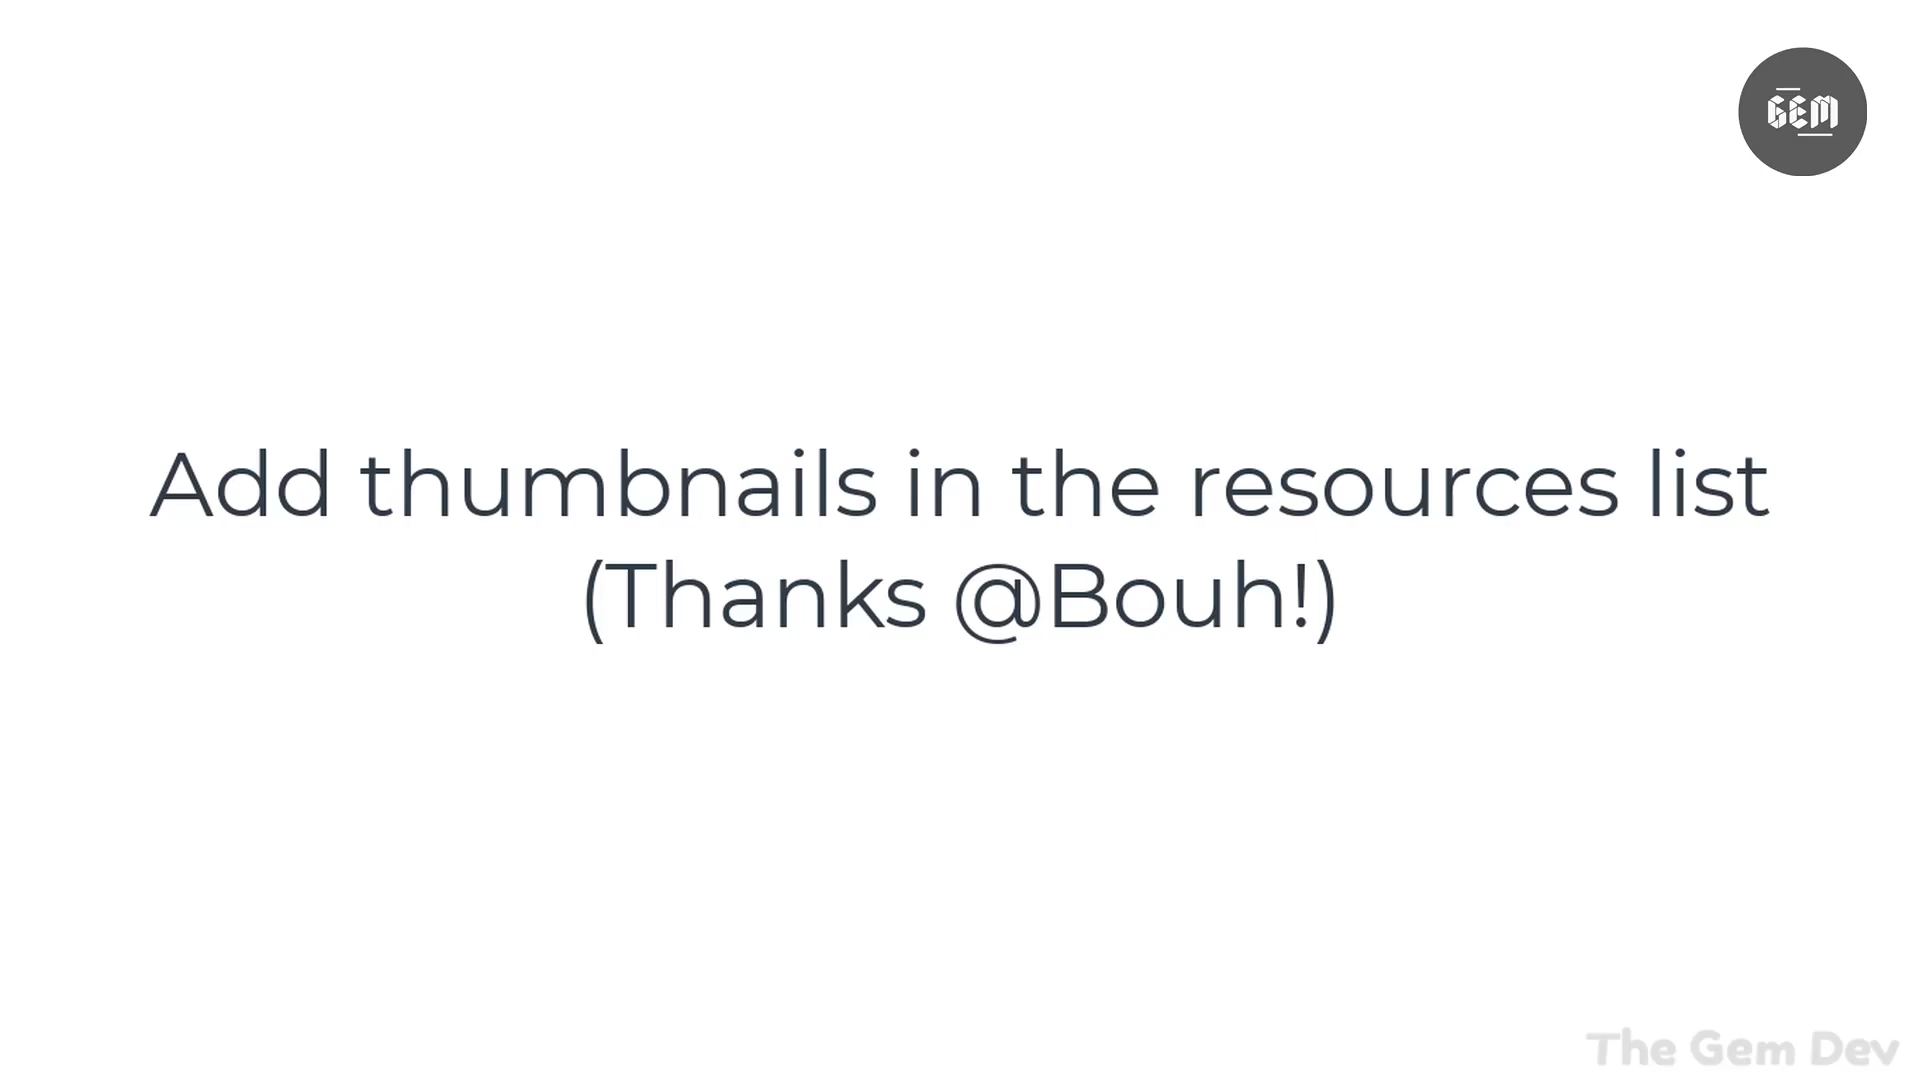 GEM
Add thumbnails in the resources list
(Thanks @Bouh!)
The Gem Dev